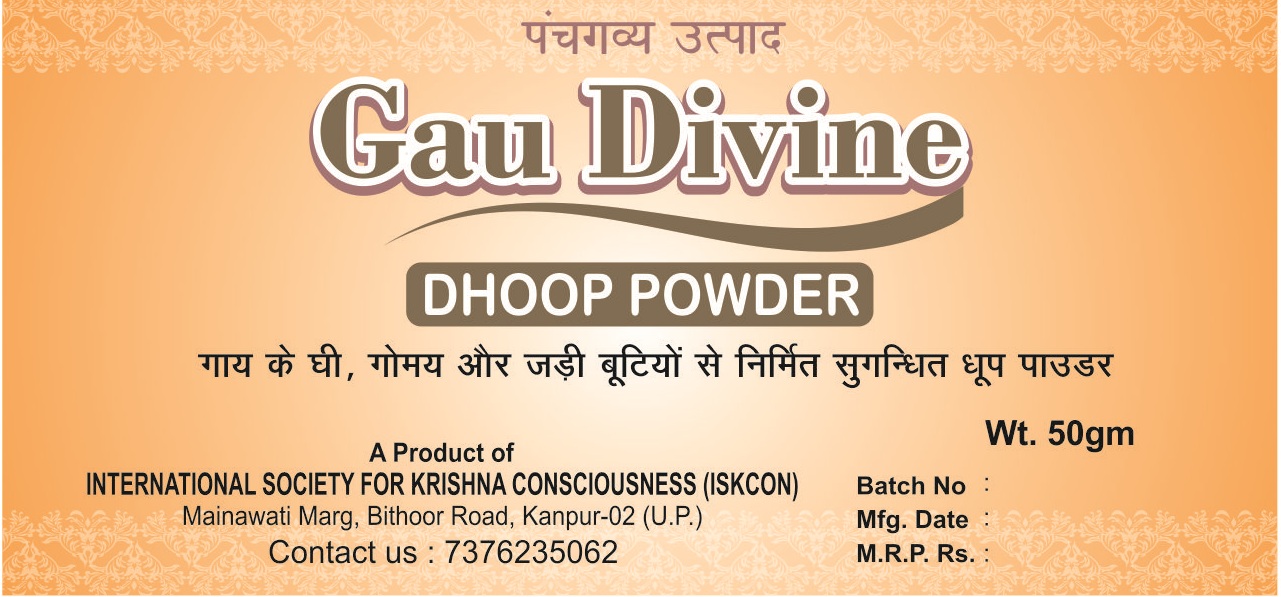 पंचगव्य उत्पाद
Gau Divine
DHOOP POWDER
गाय के घी, गोमय और जड़ी बूटियों से निर्मित सुगन्धित धूप पाउडर
Wt. 50gm
A Product of
INTERNATIONAL SOCIETY FOR KRISHNA CONSCIOUSNESS (ISKCON)
Mainawati Marg, Bithoor Road, Kanpur-02 (U.P.)
Contact us : 7376235062
Batch No :
Mfg. Date :
M.R.P. Rs. :